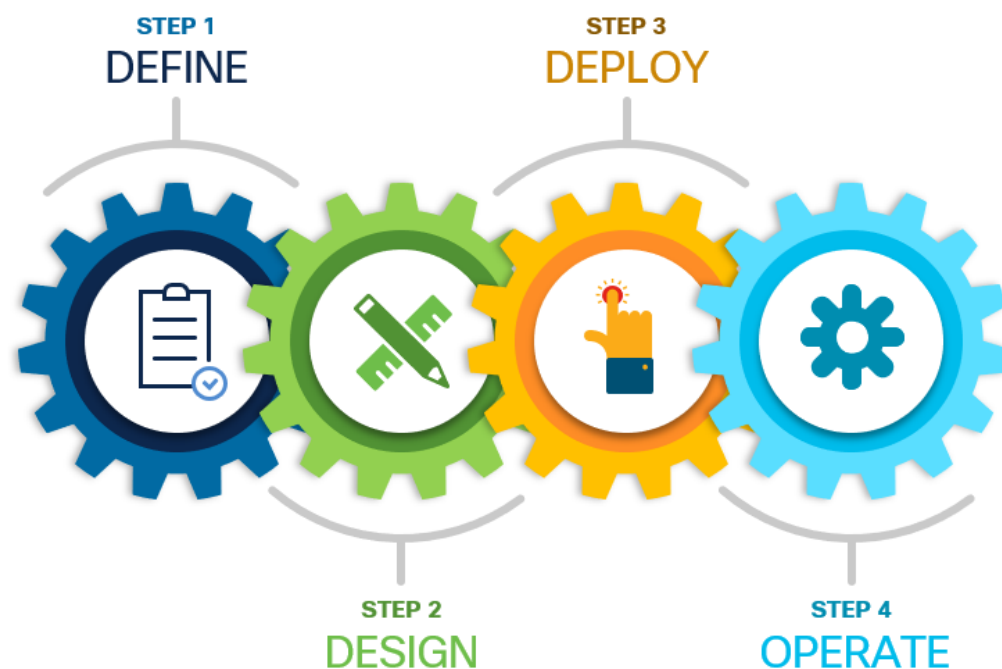 STEP 1
DEFINE
STEP 2
DESIGN
STEP 3
DEPLOY
STEP 4
OPERATE